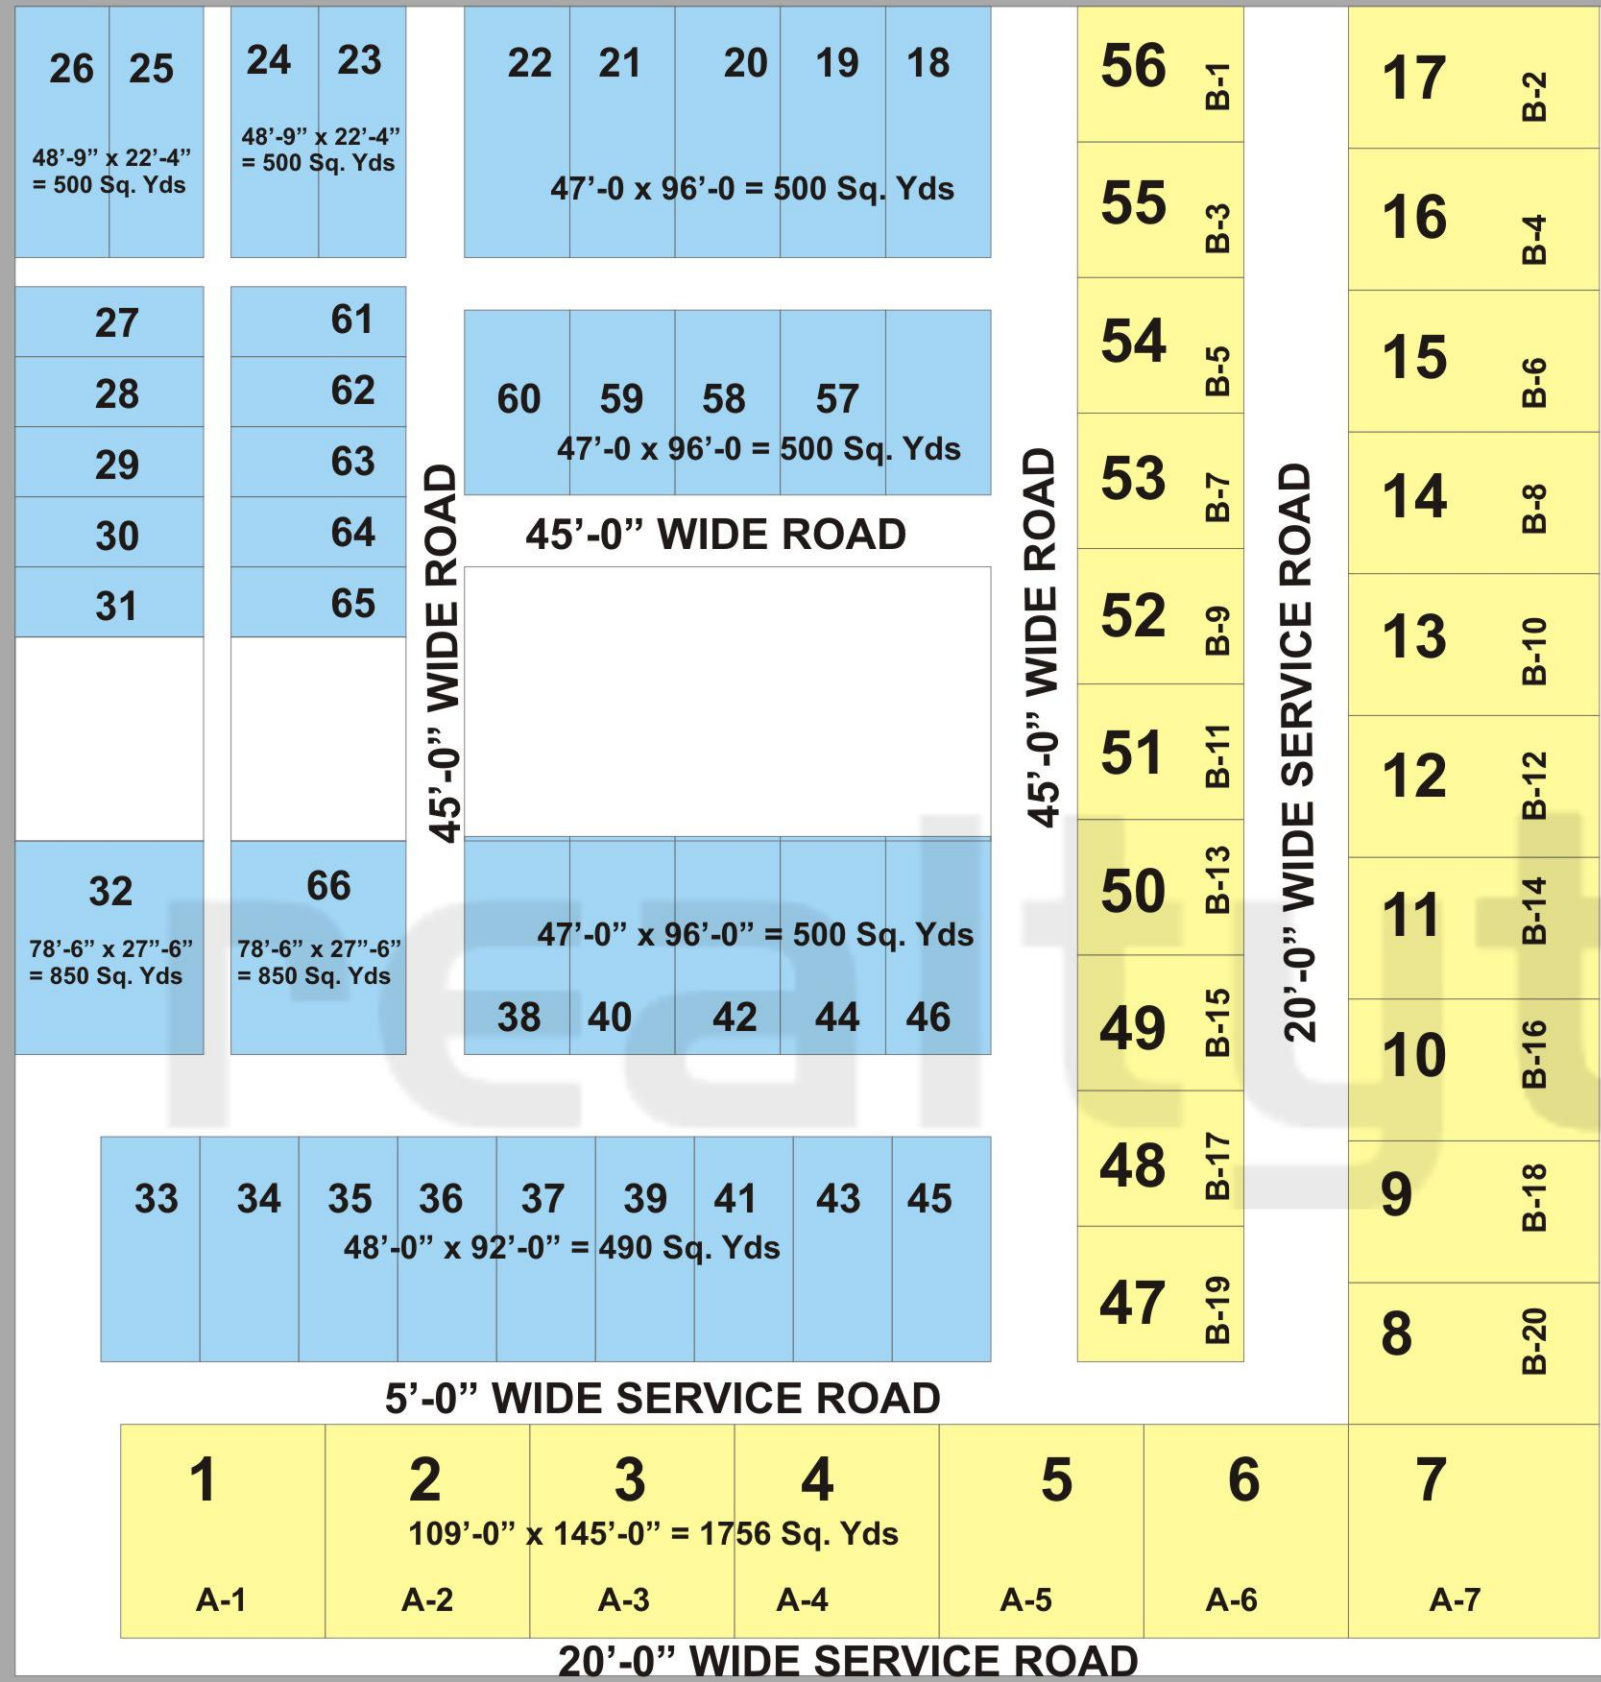 26 25
48’-9” x 22’-4”
= 500 Sq. Yds
24 23
48’-9” x 22’-4”
= 500 Sq. Yds
22 21 20 19 18
47’-0 x 96’-0 = 500 Sq. Yds
27
28
29
30
31
61
62
63
64
65
45’-0” WIDE ROAD
60 59 58 57
47’-0 x 96’-0 = 500 Sq. Yds
45’-0” WIDE ROAD
32
78’-6” x 27”-6”
= 850 Sq. Yds
66
78’-6” x 27”-6”
= 850 Sq. Yds
47’-0” x 96’-0” = 500 Sq. Yds
38 40 42 44 46
33 34 35 36 37 39 41 43 45
48’-0” x 92’-0” = 490 Sq. Yds
45’-0” WIDE ROAD
56 B-1
55 B-3
54 B-5
53 B-7
52 B-9
51 B-11
50 B-13
49 B-15
48 B-17
47 B-19
20’-0” WIDE SERVICE ROAD
17 B-2
16 B-4
15 B-6
14 B-8
13 B-10
12 B-12
11 B-14
10 B-16
9 B-18
8 B-20
5’-0” WIDE SERVICE ROAD
1 2 3 4 5 6 7
109’-0” x 145’-0” = 1756 Sq. Yds
A-1 A-2 A-3 A-4 A-5 A-6 A-7
20’-0” WIDE SERVICE ROAD
realtyt